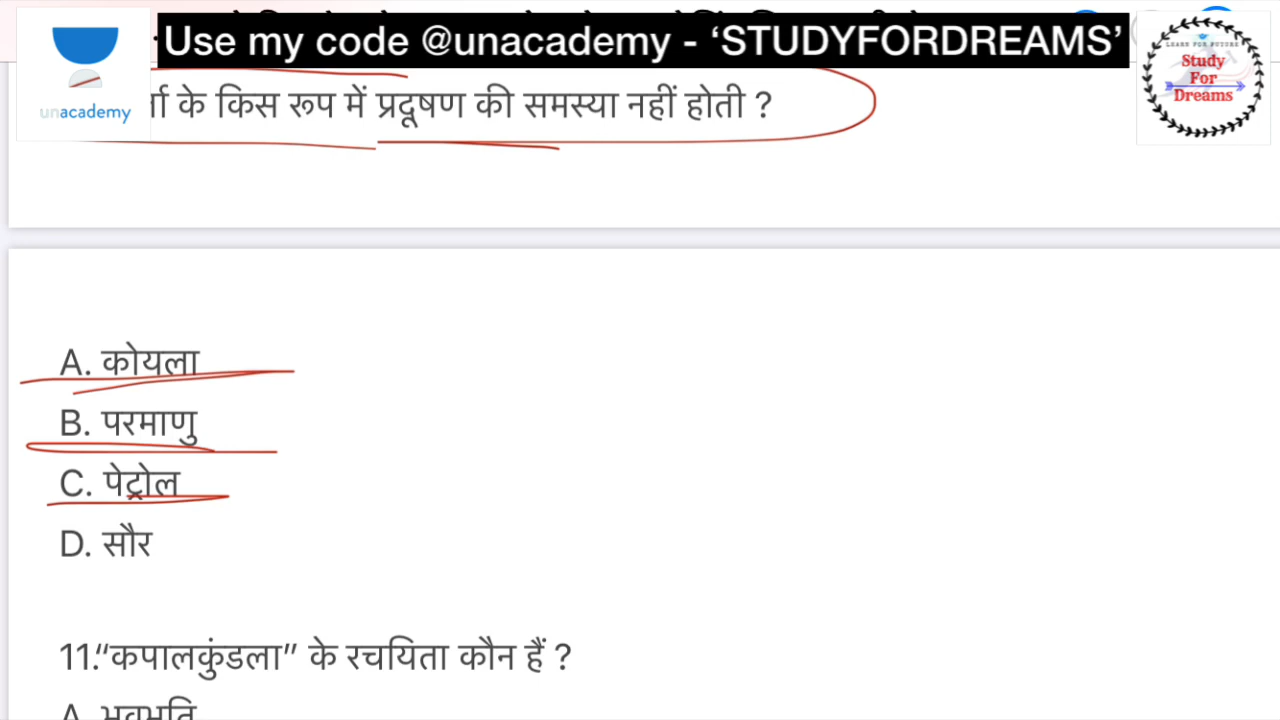 Use my code @unacademy - ‘STUDYFORDREAMS’
unacademy
LEARN FOR FUTURE
Study
For
Dreams
के किस रूप में प्रदूषण की समस्या नहीं होती ?
A. कोयला
B. परमाणु
C. पेट्रोल
D. सौर
11.“कपालकुंडला” के रचयिता कौन हैं ?
A. भवभूति